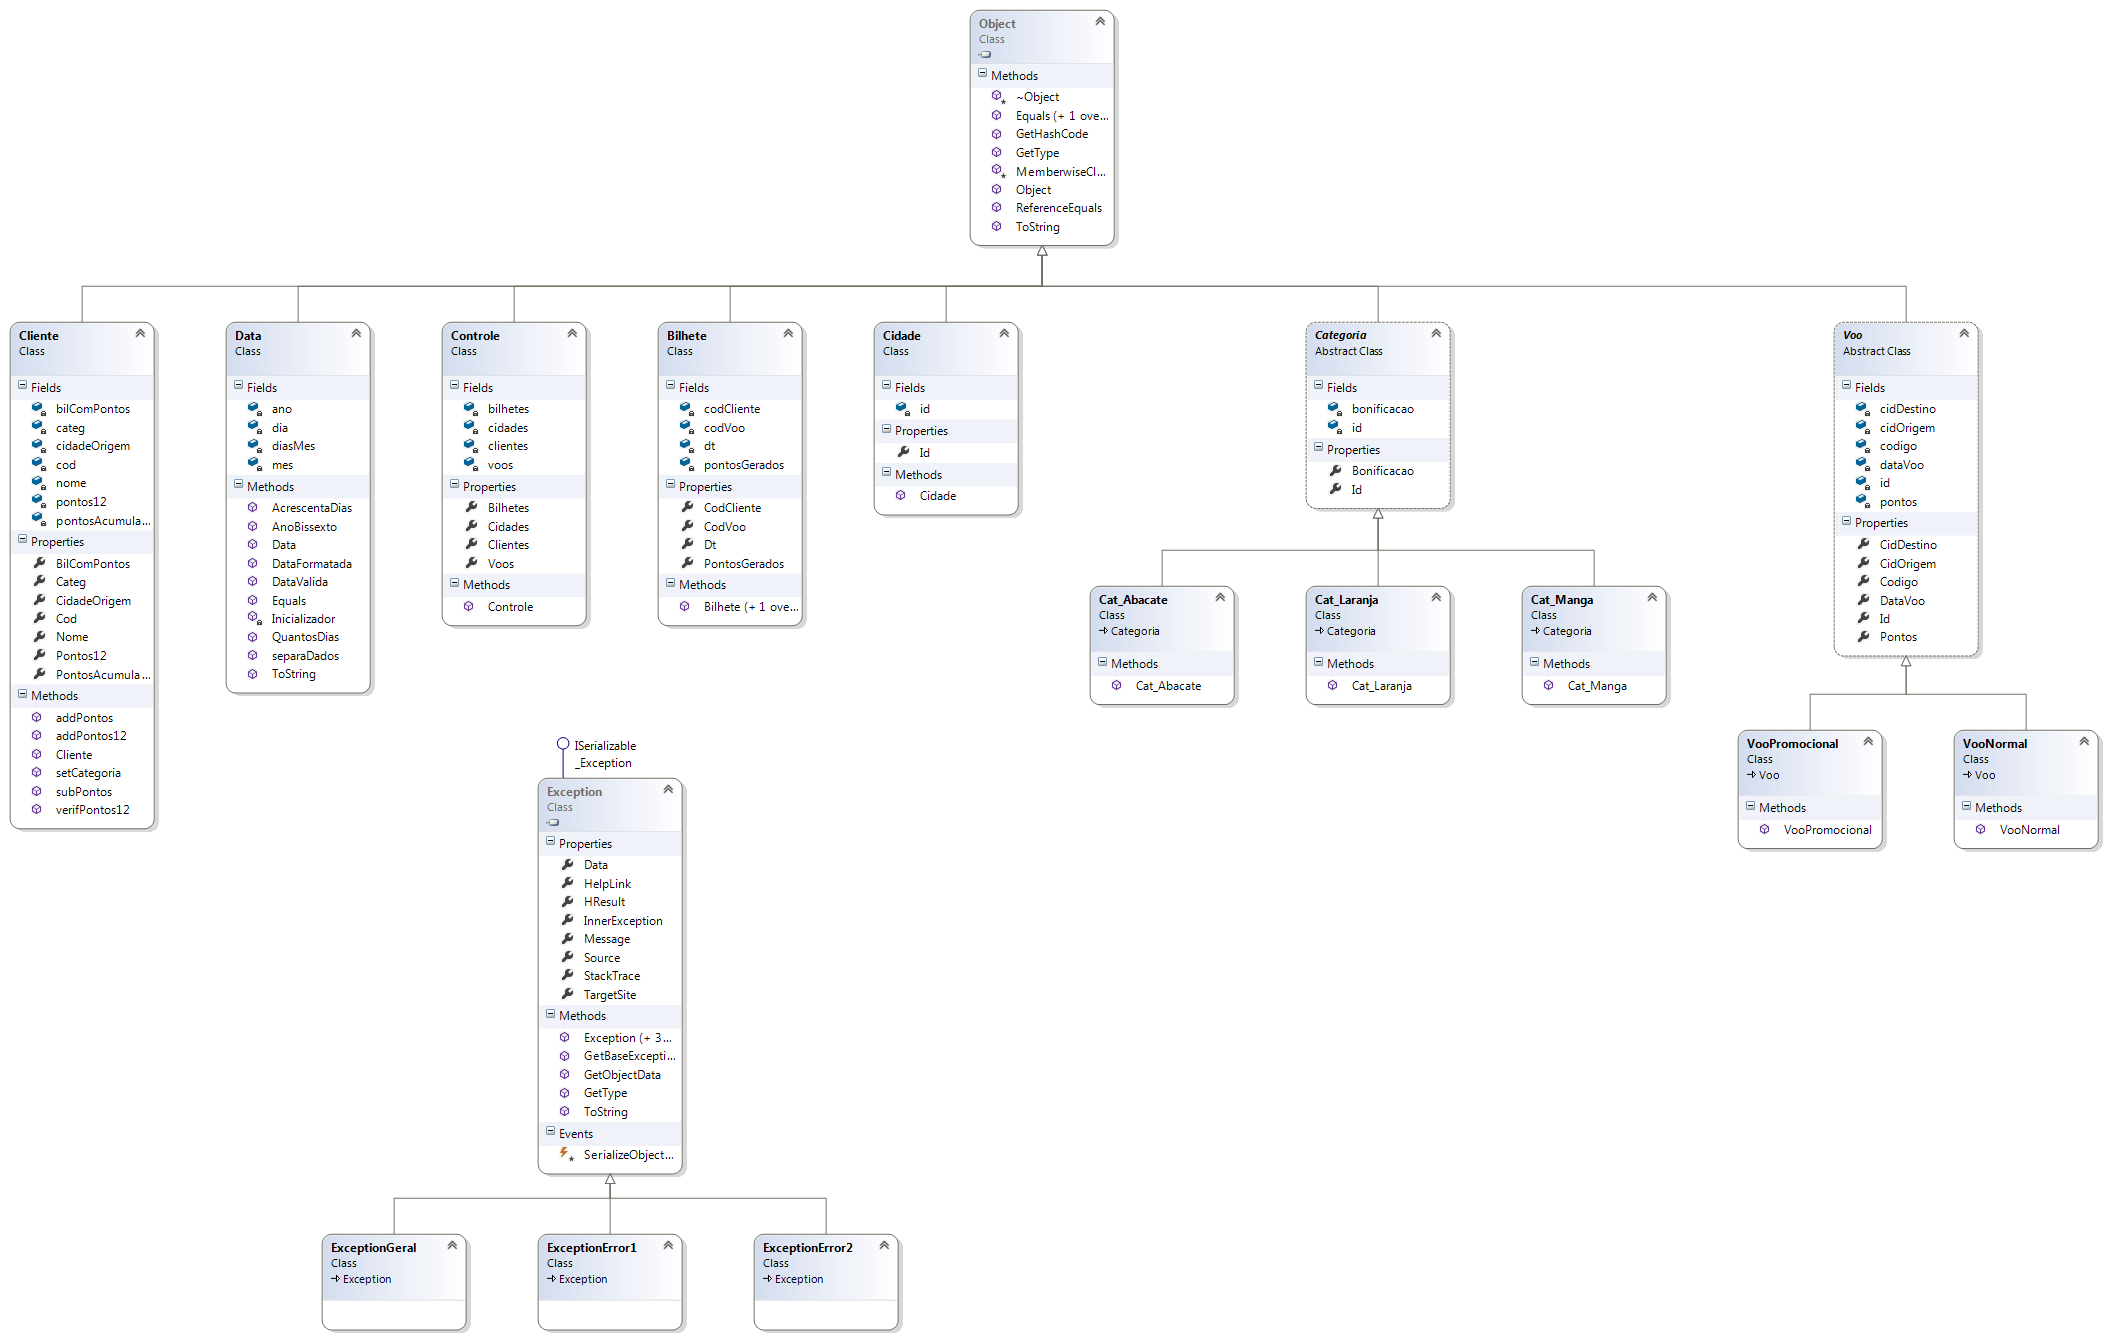 Object
Class
Methods
~Object
Equals (+ 1 ove...
GetHashCode
GetType
MemberwiseCl...
Object
ReferenceEquals
ToString
Cliente
Class
Fields
bilComPontos
categ
cidadeOrigem
cod
nome
pontos12
pontosAcumula...
Properties
BilComPontos
Categ
CidadeOrigem
Cod
Nome
Pontos12
PontosAcumula...
Methods
addPontos
addPontos12
Cliente
setCategoria
subPontos
verifPontos12
Data
Class
Fields
ano
dia
diasMes
mes
Methods
AcrescentaDias
AnoBissexto
Data
DataFormatada
DataValida
Equals
Inicializador
QuantosDias
separaDados
ToString
Controle
Class
Fields
bilhetes
cidades
clientes
voos
Properties
Bilhetes
Cidades
Clientes
Voos
Methods
Controle
Bilhete
Class
Fields
codCliente
codVoo
dt
pontosGerados
Properties
CodCliente
CodVoo
Dt
PontosGerados
Methods
Bilhete (+ 1 ove...
Cidade
Class
Fields
id
Properties
Id
Methods
Cidade
Categoria
Abstract Class
Fields
bonificacao
id
Properties
Bonificacao
Id
Voo
Abstract Class
Fields
cidDestino
cidOrigem
codigo
dataVoo
id
pontos
Properties
CidDestino
CidOrigem
Codigo
DataVoo
Id
Pontos
Cat_Abacate
Class
Categoria
Methods
Cat_Abacate
Cat_Laranja
Class
Categoria
Methods
Cat_Laranja
Cat_Manga
Class
Categoria
Methods
Cat_Manga
VooPromocional
Class
Voo
Methods
VooPromocional
VooNormal
Class
Voo
Methods
VooNormal
ISerializable
_Exception
Exception
Class
Properties
Data
HelpLink
HResult
InnerException
Message
Source
StackTrace
TargetSite
Methods
Exception (+ 3...
GetBaseExcepti...
GetObjectData
GetType
ToString
Events
SerializeObject...
ExceptionGeral
Class
Exception
ExceptionError1
Class
Exception
ExceptionError2
Class
Exception